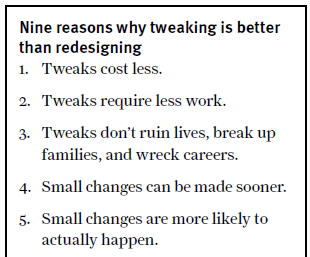 Nine reasons why tweaking is better
than redesigning
1. Tweaks cost less.
2. Tweaks require less work.
3. Tweaks don’t ruin lives, break up
families, and wreck careers.
4. Small changes can be made sooner.
5. Small changes are more likely to
actually happen.